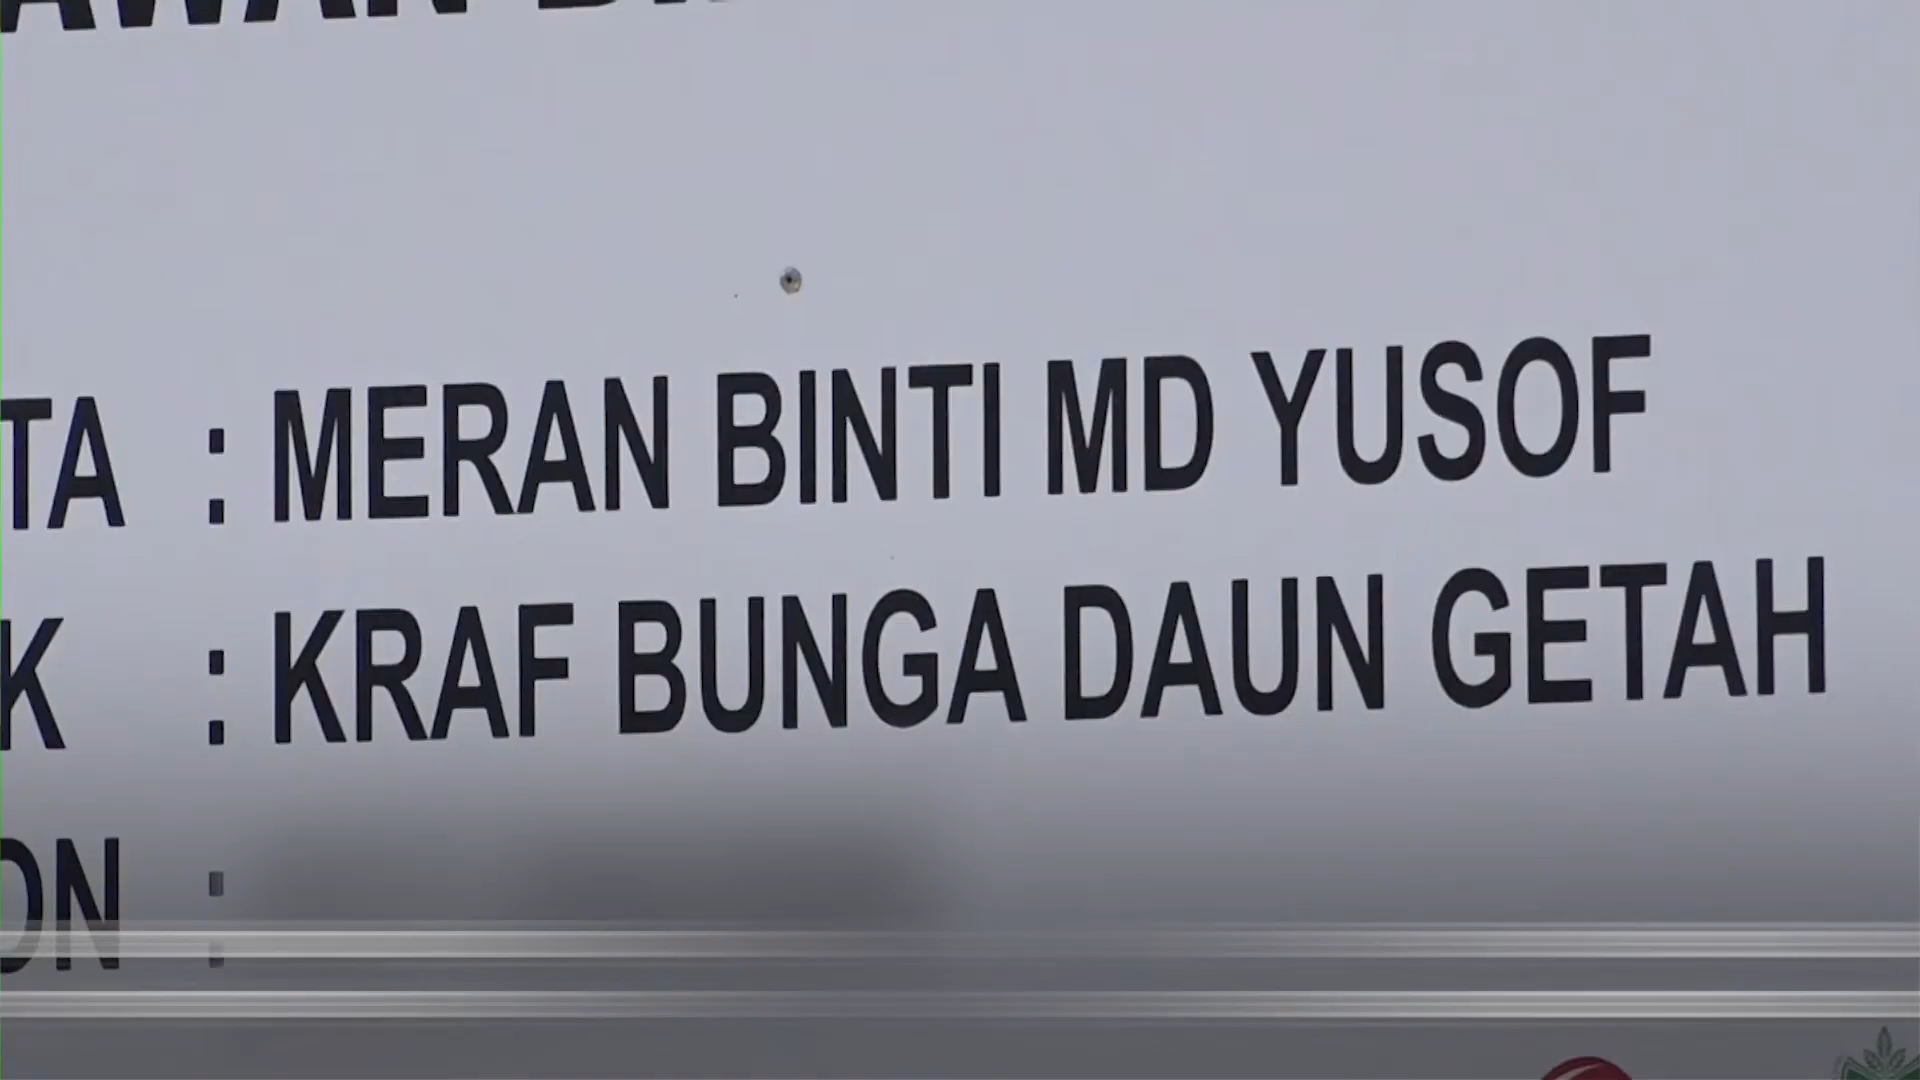 TA : MERAN BINTI MD YUSOF
K : KRAF BUNGA DAUN GETAH
ON :